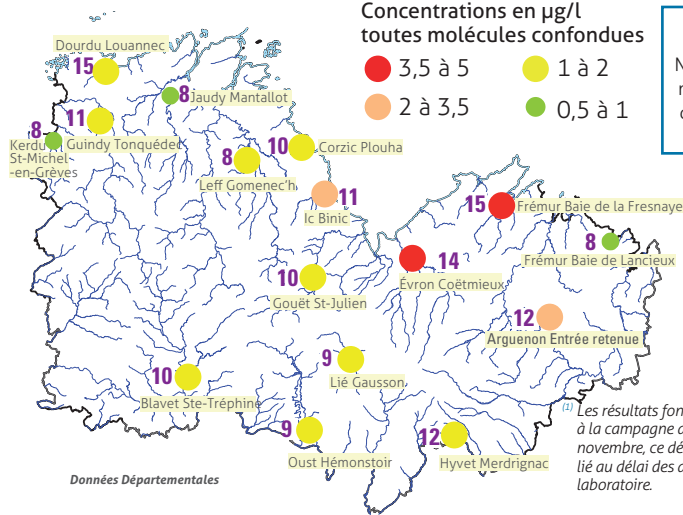 Concentrations en µg/l
toutes molécules confondues
3,5 à 5
1 à 2
2 à 3,5
0,5 à 1
Dourdu Louannec
15
8
Jaudy Mantallot
11
Guindy Tonquédec
8
Kerdu
St-Michel
-en-Grèves
10
Corzic Plouha
8
Leff Gomenec'h
11
Ic Binic
15
Frémur Baie de la Fresnaye
8
Frémur Baie de Lancieux
14
Évron Coëtmieux
10
Gouët St-Julien
12
Arguenon Entrée retenue
9
Lié Gausson
10
Blavet Ste-Tréphine
9
Oust Hémonstoir
12
Hyvet Merdrignac
Données Départementales
(1) Les résultats
à la campagne
novembre, ce
lié au délai des
laboratoire.